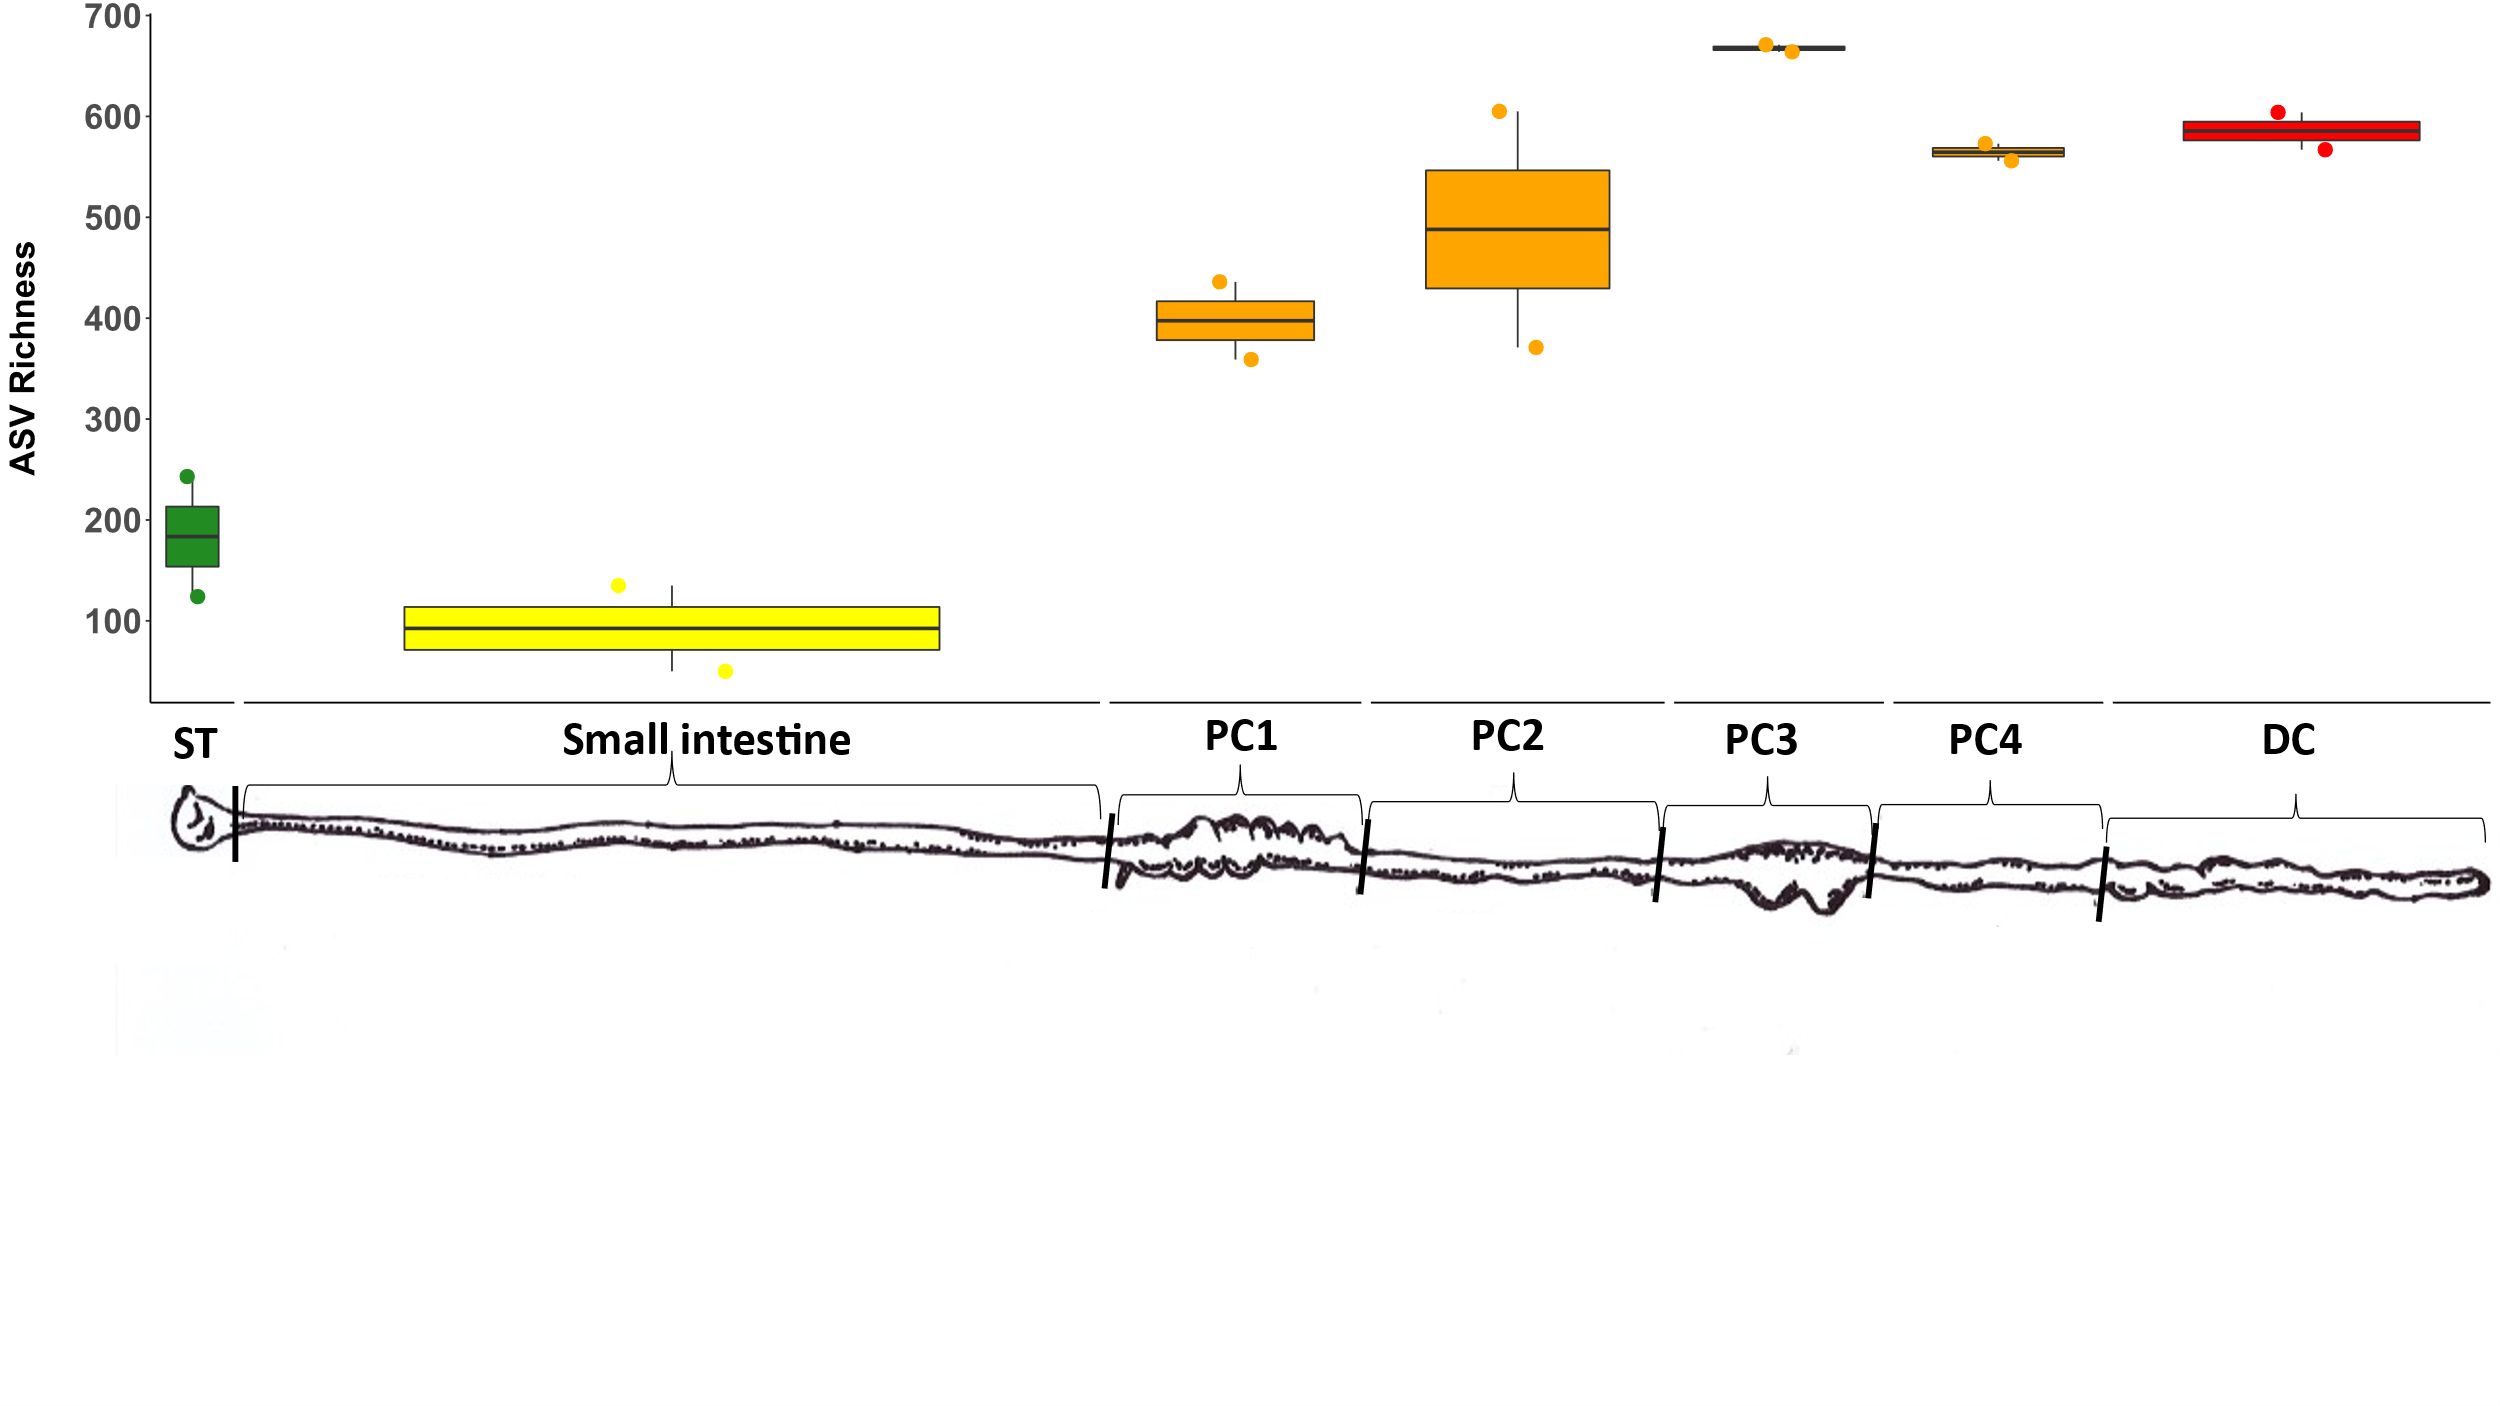 700
600
500
400
300
200
100
ASV Richness
ST
Small intestine
PC1
PC2
PC3
PC4
DC